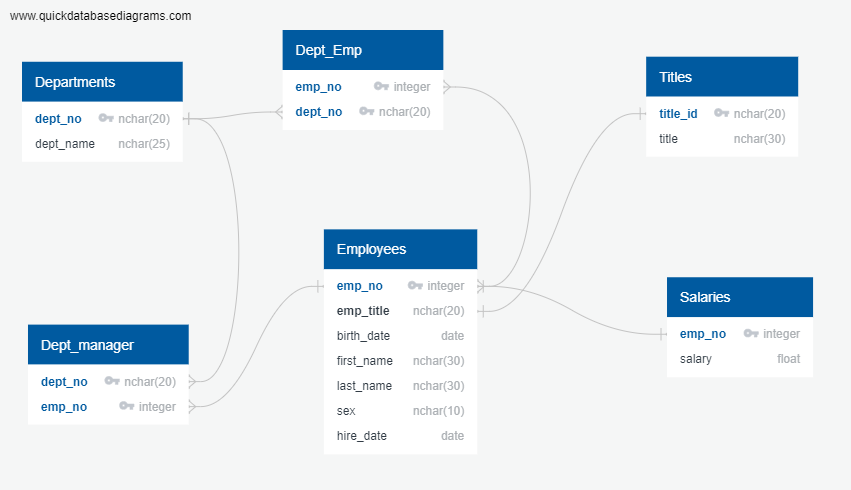 www.quickdatabasediagrams.com
Departments
dept_no nchar(20)
dept_name nchar(25)
Dept_Emp
emp_no integer
dept_no nchar(20)
Titles
title_id nchar(20)
title nchar(30)
Employees
emp_no integer
emp_title nchar(20)
birth_date date
first_name nchar(30)
last_name nchar(30)
sex nchar(10)
hire_date date
Salaries
emp_no integer
salary float
Dept_manager
dept_no nchar(20)
emp_no integer